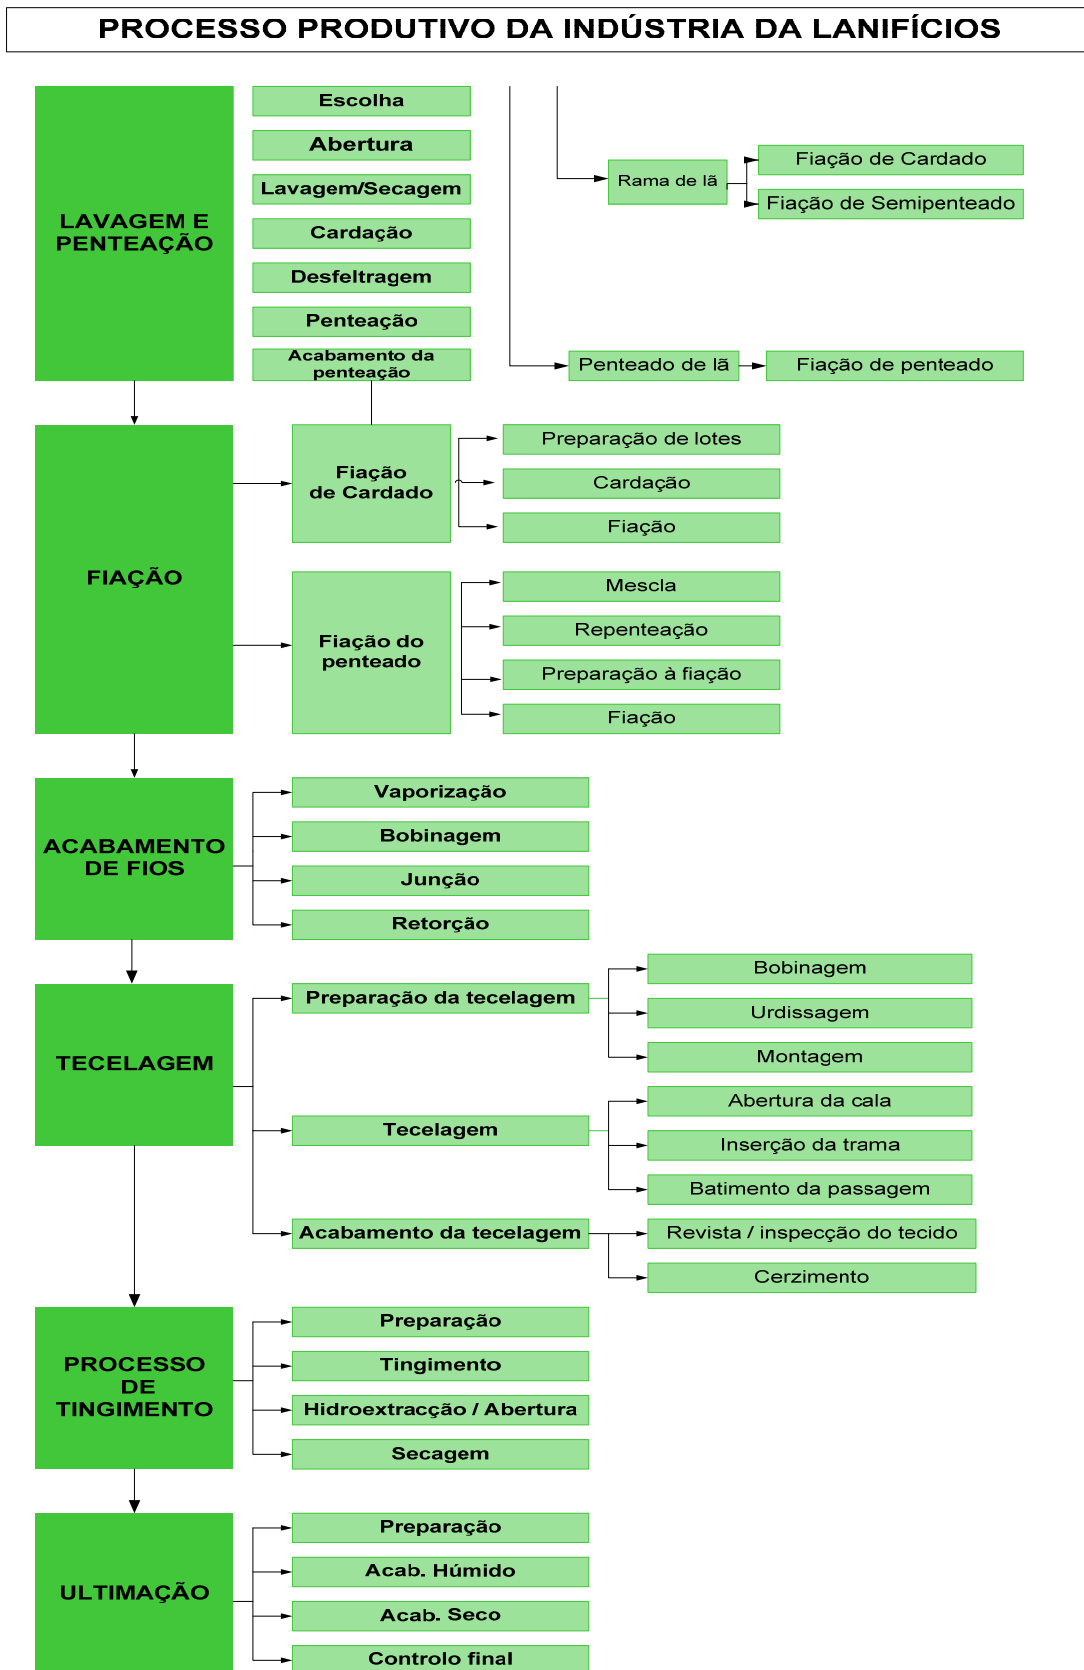 PROCESSO PRODUTIVO DA INDÚSTRIA DA LANIFÍCIOS
LAVAGEM E
PENTEAÇÃO
Escolha
Abertura
Lavagem/Secagem
Cardação
Desfeltragem
Penteação
Acabamento da
penteação
Rama de lã
Fiação de Cardado
Fiação de Semipenteado
Penteado de lã
Fiação de penteado
FIAÇÃO
Fiação
de Cardado
Preparação de lotes
Cardação
Fiação
Fiação do
penteado
Mescla
Repenteação
Preparação à fiação
Fiação
ACABAMENTO
DE FIOS
Vaporização
Bobinagem
Junção
Retorção
TECELAGEM
Preparação da tecelagem
Bobinagem
Urdissagem
Montagem
Tecelagem
Abertura da cala
Inserção da trama
Batimento da passagem
Acabamento da tecelagem
Revista / inspecção do tecido
Cerzimento
PROCESSO
DE
TINGIMENTO
Preparação
Tingimento
Hidroextracção / Abertura
Secagem
ULTIMAÇÃO
Preparação
Acab. Húmido
Acab. Seco
Controlo final